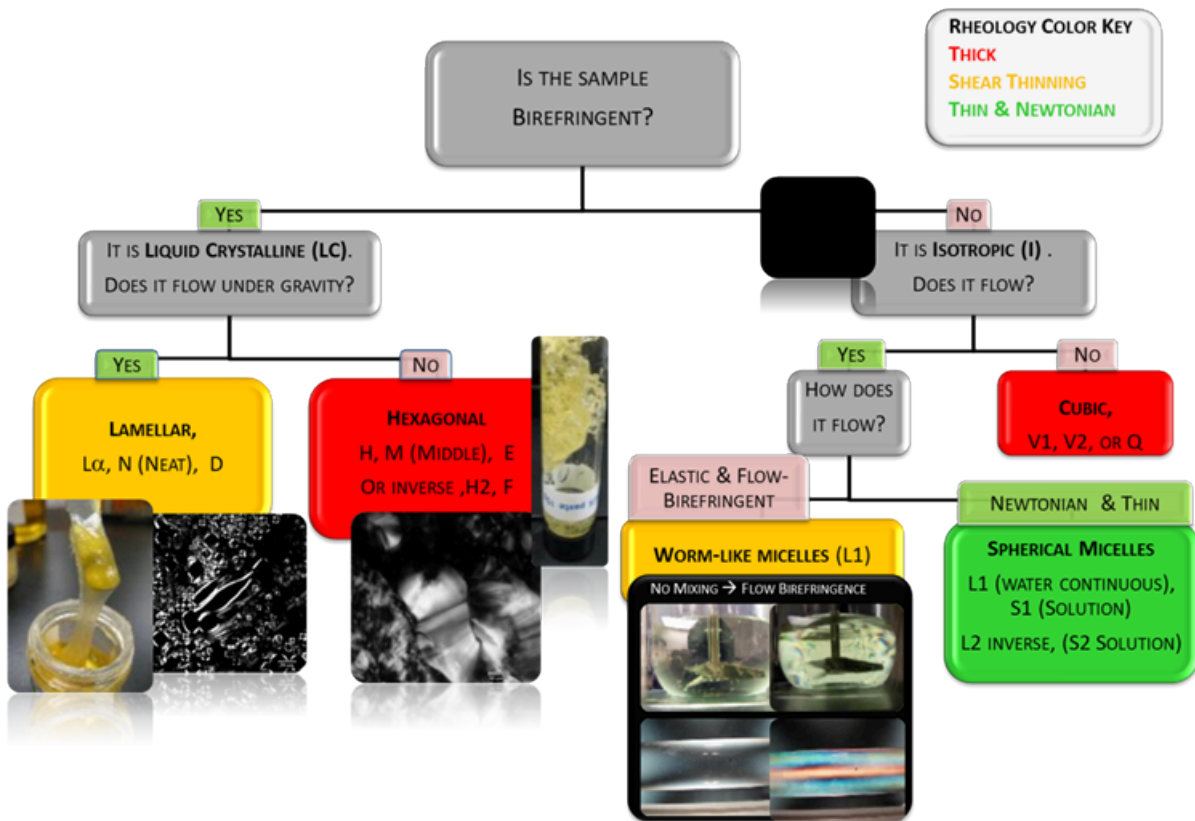 Rheology Color Key
Thick
Shear Thinning
Thin & Newtonian
Is the sample
Birefringent?
Yes
No
It is Liquid Crystalline (LC).
Does it flow under gravity?
It is Isotropic (I) .
Does it flow?
Yes
No
Yes
No
Lamellar,
Lα, N (Neat), D
Hexagonal
H, M (Middle), E
Or inverse ,H2, F
How does
it flow?
Cubic,
V1, V2, or Q
Elastic & Flow-
Birefringent
Newtonian & Thin
Worm-like micelles (L1)
No Mixing → Flow Birefringence
Spherical Micelles
L1 (water continuous),
S1 (Solution)
L2 inverse, (S2 Solution)